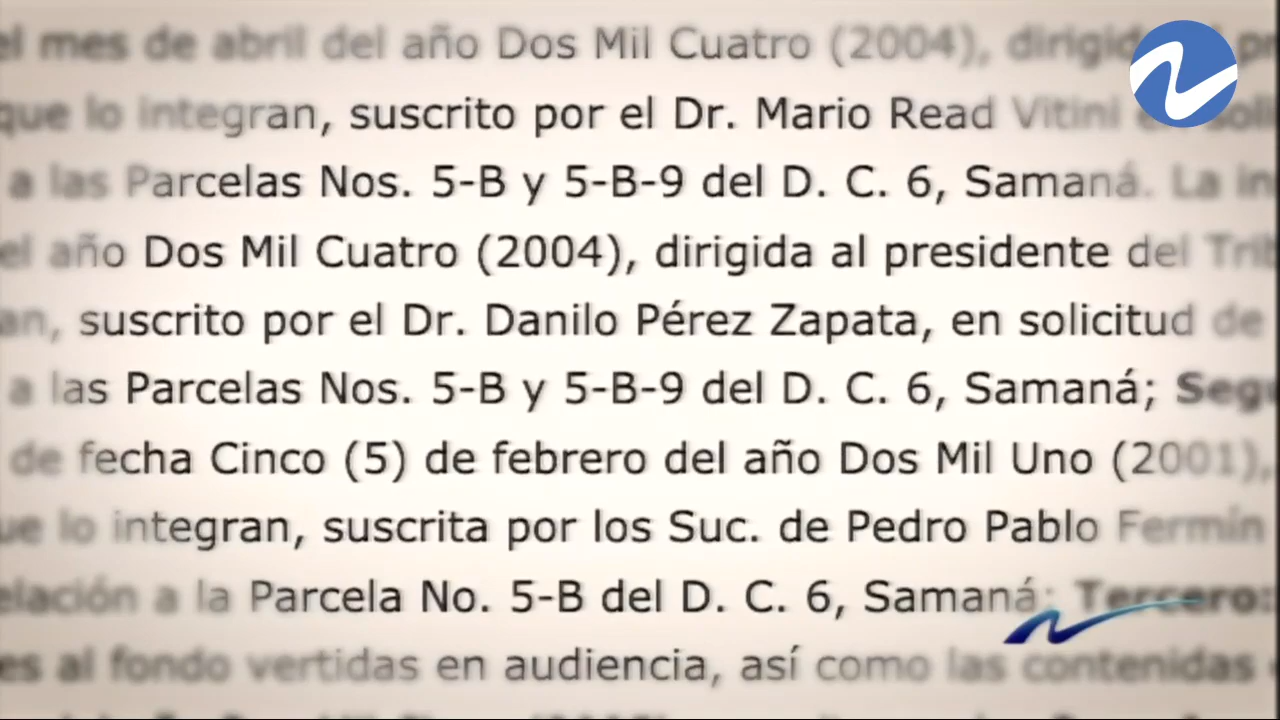 el mes de abril del año Dos Mil Cuatro (2004),
que lo integran, suscrito por el Dr. Mario Read Vitini
a las Parcelas Nos. 5-B y 5-B-9 del D. C. 6, Samaná. La
el año Dos Mil Cuatro (2004), dirigida al presidente del
suscrito por el Dr. Danilo Pérez Zapata, en solicitud de
a las Parcelas Nos. 5-B y 5-B-9 del D. C. 6, Samaná;
de fecha Cinco (5) de febrero del año Dos Mil Uno (2001),
lo integran, suscrita por los Suc. de Pedro Pablo Fermín
a la Parcela No. 5-B del D. C. 6, Samaná; Tercero:
al fondo vertidas en audiencia, así como las contenidas